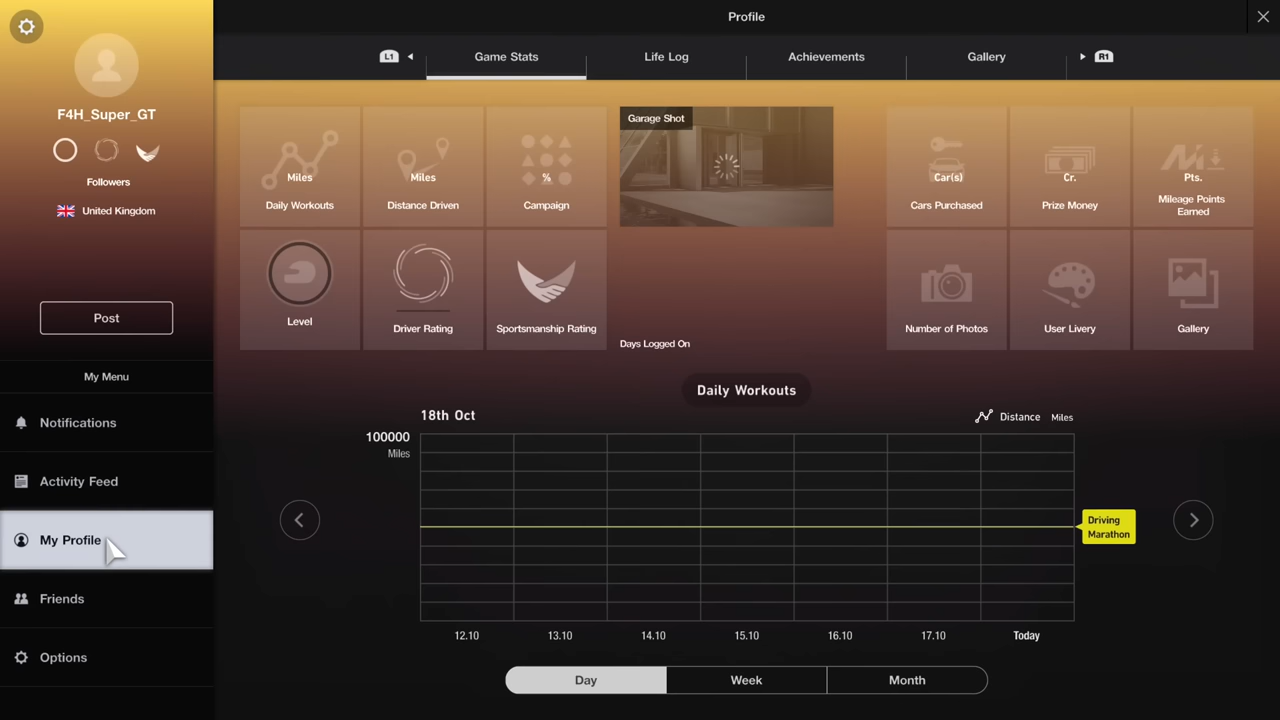 Profile
L1
Game Stats
Life Log
Achievements
Gallery
R1
F4H_Super_GT
Followers
United Kingdom
Post
My Menu
Notifications
Activity Feed
My Profile
Friends
Options
Miles
Daily Workouts
Miles
Distance Driven
%
Campaign
Garage Shot
Car(s)
Cars Purchased
Cr.
Prize Money
Pts.
Mileage Points
Earned
Level
Driver Rating
Sportsmanship Rating
Days Logged On
Number of Photos
User Livery
Gallery
Daily Workouts
18th Oct
Distance Miles
100000
Miles
Driving
Marathon
12.10
13.10
14.10
15.10
16.10
17.10
Today
Day
Week
Month